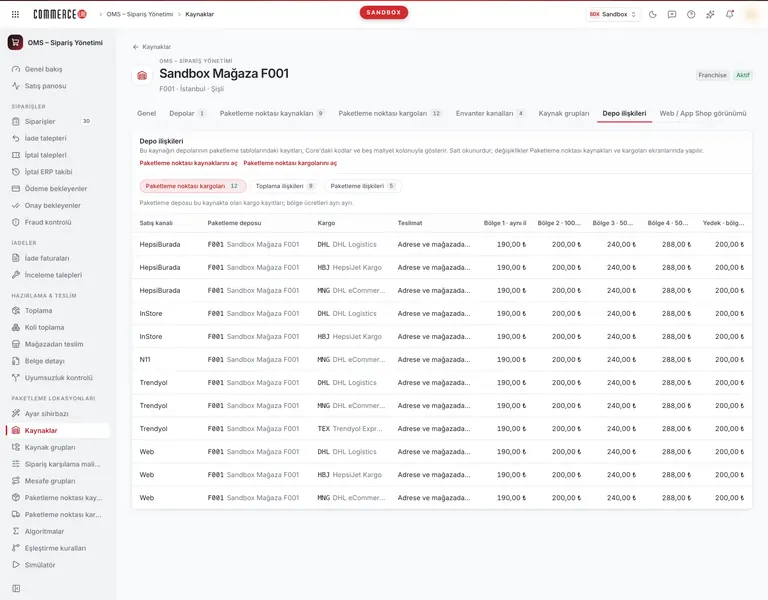 COMMERCE
OMS – Sipariş Yönetimi
Kaynaklar
SANDBOX
SDX Sandbox
OMS – Sipariş Yönetimi
Genel bakış
Satış panosu
SİPARİŞLER
Siparişler 30
İade talepleri
İptal talepleri
İptal ERP takibi
Ödeme bekleyenler
Onay bekleyenler
Fraud kontrolü
İADELER
İade faturaları
İnceleme talepleri
HAZIRLAMA & TESLİM
Toplama
Koli toplama
Mağazadan teslim
Belge detayı
Uyumsuzluk kontrolü
PAKETLEME LOKASYONLARI
Ayar sihirbazı
Kaynaklar
Kaynak grupları
Sipariş karşılama mali...
Mesafe grupları
Paketleme noktası kay...
Paketleme noktası kar...
Algoritmalar
Eşleştirme kuralları
Simülatör
Kaynaklar
OMS – SİPARİŞ YÖNETİMİ
Sandbox Mağaza F001
F001 · İstanbul · Şişli
Franchise Aktif
Genel Depolar 1 Paketleme noktası kaynakları 9 Paketleme noktası kargoları 12 Envanter kanalları 4 Kaynak grupları Depo ilişkileri Web / App Shop görünümü
Depo ilişkileri
Bu kaynağın depolarının paketleme tablolarındaki kayıtları, Core'daki kodlar ve beş maliyet kolonuyla gösterir. Salt okunurdur; değişiklikler Paketleme noktası kaynakları ve kargoları ekranlarında yapılır.
Paketleme noktası kaynaklarını aç Paketleme noktası kargolarını aç
Paketleme noktası kargoları 12 Toplama ilişkileri 9 Paketleme ilişkileri 5
Paketleme deposu bu kaynakta olan kargo kayıtları; bölge ücretleri ayrı ayrı.
Satış kanalı Paketleme deposu Kargo Teslimat Bölge 1 · aynı il Bölge 2 · 100... Bölge 3 · 50... Bölge 4 · 50... Yedek · bölg...
HepsiBurada F001 Sandbox Mağaza F001 DHL DHL Logistics Adrese ve mağazada... 190,00 ₺ 200,00 ₺ 240,00 ₺ 288,00 ₺ 200,00 ₺
HepsiBurada F001 Sandbox Mağaza F001 HBJ HepsiJet Kargo Adrese ve mağazada... 190,00 ₺ 200,00 ₺ 240,00 ₺ 288,00 ₺ 200,00 ₺
HepsiBurada F001 Sandbox Mağaza F001 MNG DHL eCommer... Adrese ve mağazada... 190,00 ₺ 200,00 ₺ 240,00 ₺ 288,00 ₺ 200,00 ₺
InStore F001 Sandbox Mağaza F001 DHL DHL Logistics Adrese ve mağazada... 190,00 ₺ 200,00 ₺ 240,00 ₺ 288,00 ₺ 200,00 ₺
InStore F001 Sandbox Mağaza F001 HBJ HepsiJet Kargo Adrese ve mağazada... 190,00 ₺ 200,00 ₺ 240,00 ₺ 288,00 ₺ 200,00 ₺
N11 F001 Sandbox Mağaza F001 MNG DHL eCommer... Adrese ve mağazada... 190,00 ₺ 200,00 ₺ 240,00 ₺ 288,00 ₺ 200,00 ₺
Trendyol F001 Sandbox Mağaza F001 DHL DHL Logistics Adrese ve mağazada... 190,00 ₺ 200,00 ₺ 240,00 ₺ 288,00 ₺ 200,00 ₺
Trendyol F001 Sandbox Mağaza F001 MNG DHL eCommer... Adrese ve mağazada... 190,00 ₺ 200,00 ₺ 240,00 ₺ 288,00 ₺ 200,00 ₺
Trendyol F001 Sandbox Mağaza F001 TEX Trendyol Expr... Adrese ve mağazada... 190,00 ₺ 200,00 ₺ 240,00 ₺ 288,00 ₺ 200,00 ₺
Web F001 Sandbox Mağaza F001 DHL DHL Logistics Adrese ve mağazada... 190,00 ₺ 200,00 ₺ 240,00 ₺ 288,00 ₺ 200,00 ₺
Web F001 Sandbox Mağaza F001 HBJ HepsiJet Kargo Adrese ve mağazada... 190,00 ₺ 200,00 ₺ 240,00 ₺ 288,00 ₺ 200,00 ₺
Web F001 Sandbox Mağaza F001 MNG DHL eCommer... Adrese ve mağazada... 190,00 ₺ 200,00 ₺ 240,00 ₺ 288,00 ₺ 200,00 ₺